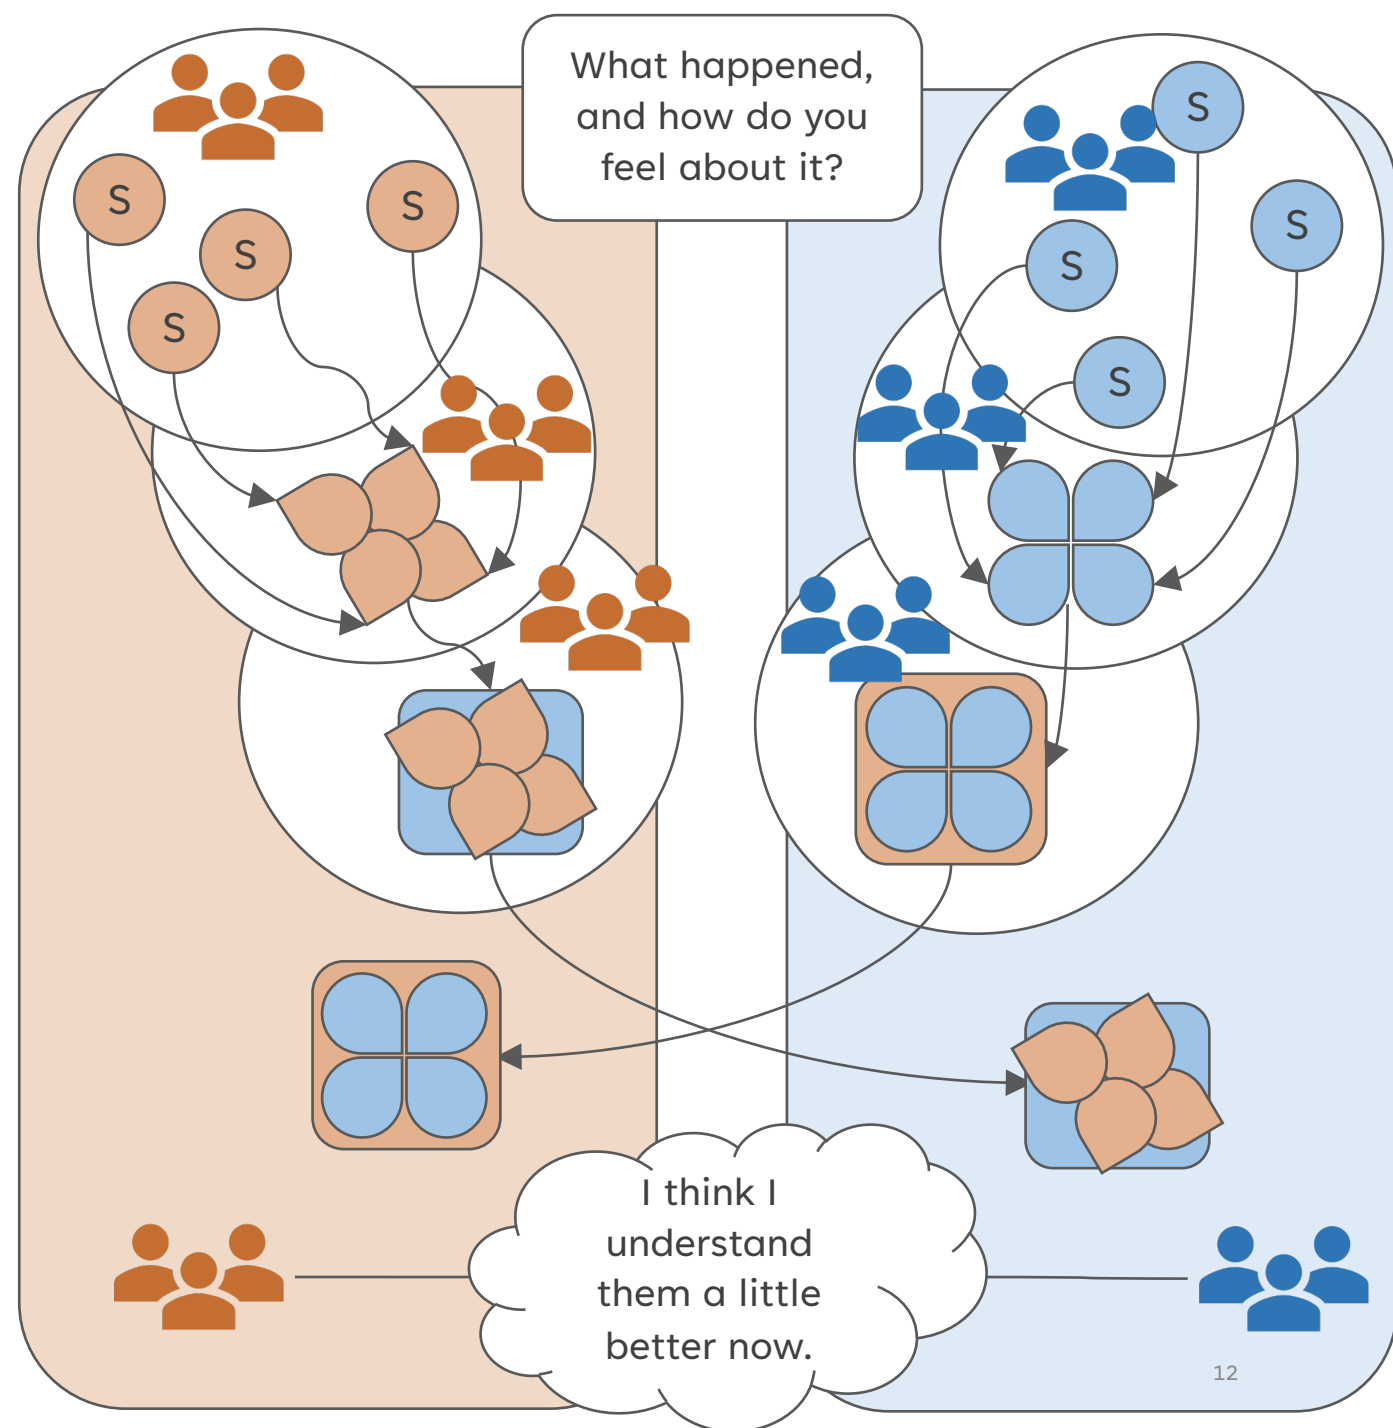 What happened,
and how do you
feel about it?
S
S
S
S
S
S
S
S
I think I
understand
them a little
better now.
12